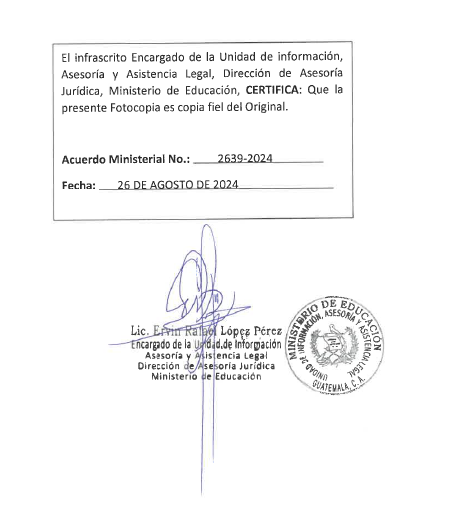 El infrascrito Encargado de la Unidad de información,
Asesoría y Asistencia Legal, Dirección de Asesoría
Jurídica, Ministerio de Educación, CERTIFICA: Que la
presente Fotocopia es copia fiel del Original.
Acuerdo Ministerial No.: 2639-2024
Fecha: 26 DE AGOSTO DE 2024
Lic. Ervin Rafael López Pérez
Encargado de la Unidad de Información
Asesoría y Asistencia Legal
Dirección de Asesoría Jurídica
Ministerio de Educación
MINISTERIO DE EDUCACIÓN
UNIDAD DE INFORMACIÓN, ASESORÍA Y ASISTENCIA LEGAL
GUATEMALA, C. A.